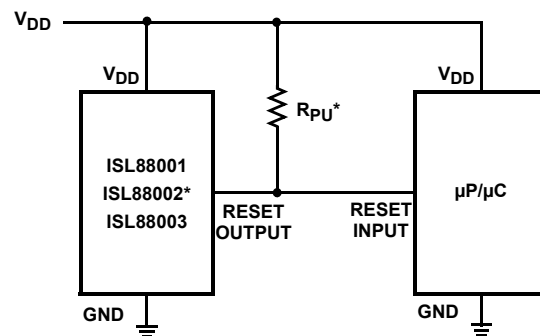 VDD
VDD
VDD
RPU*
ISL88001
ISL88002*
ISL88003
µP/µC
RESET
OUTPUT
RESET
INPUT
GND
GND